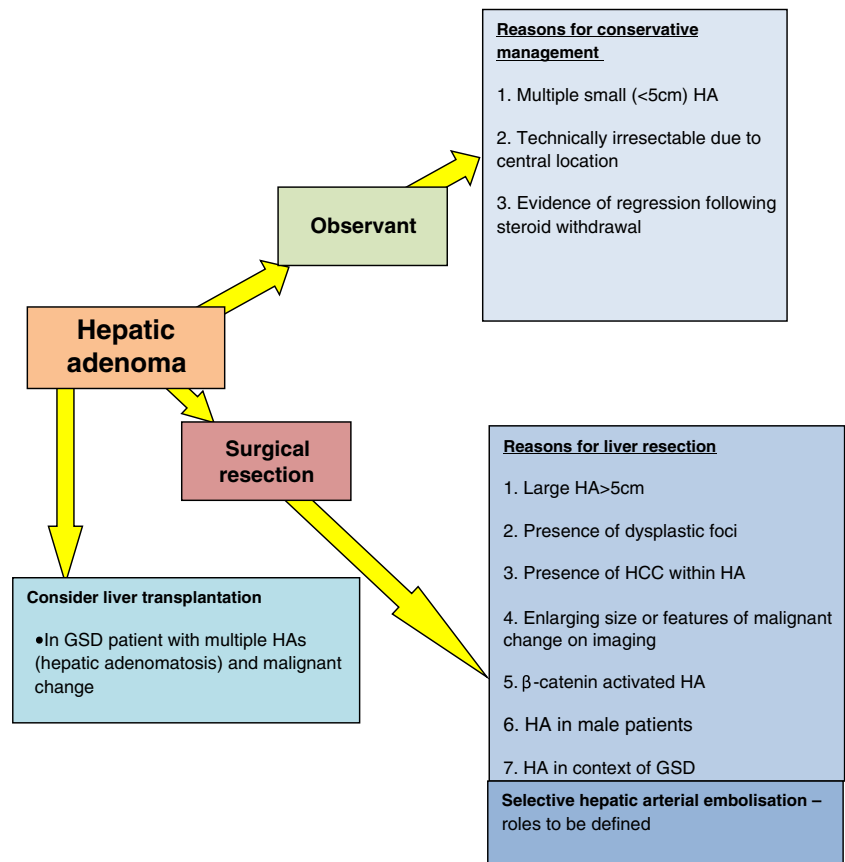 Reasons for conservative
management
1. Multiple small (<5cm) HA
2. Technically irresectable due to
central location
3. Evidence of regression following
steroid withdrawal
Observant
Hepatic
adenoma
Surgical
resection
Consider liver transplantation
•In GSD patient with multiple HAs
(hepatic adenomatosis) and malignant
change
Reasons for liver resection
1. Large HA>5cm
2. Presence of dysplastic foci
3. Presence of HCC within HA
4. Enlarging size or features of malignant
change on imaging
5. β-catenin activated HA
6. HA in male patients
7. HA in context of GSD
Selective hepatic arterial embolisation –
roles to be defined